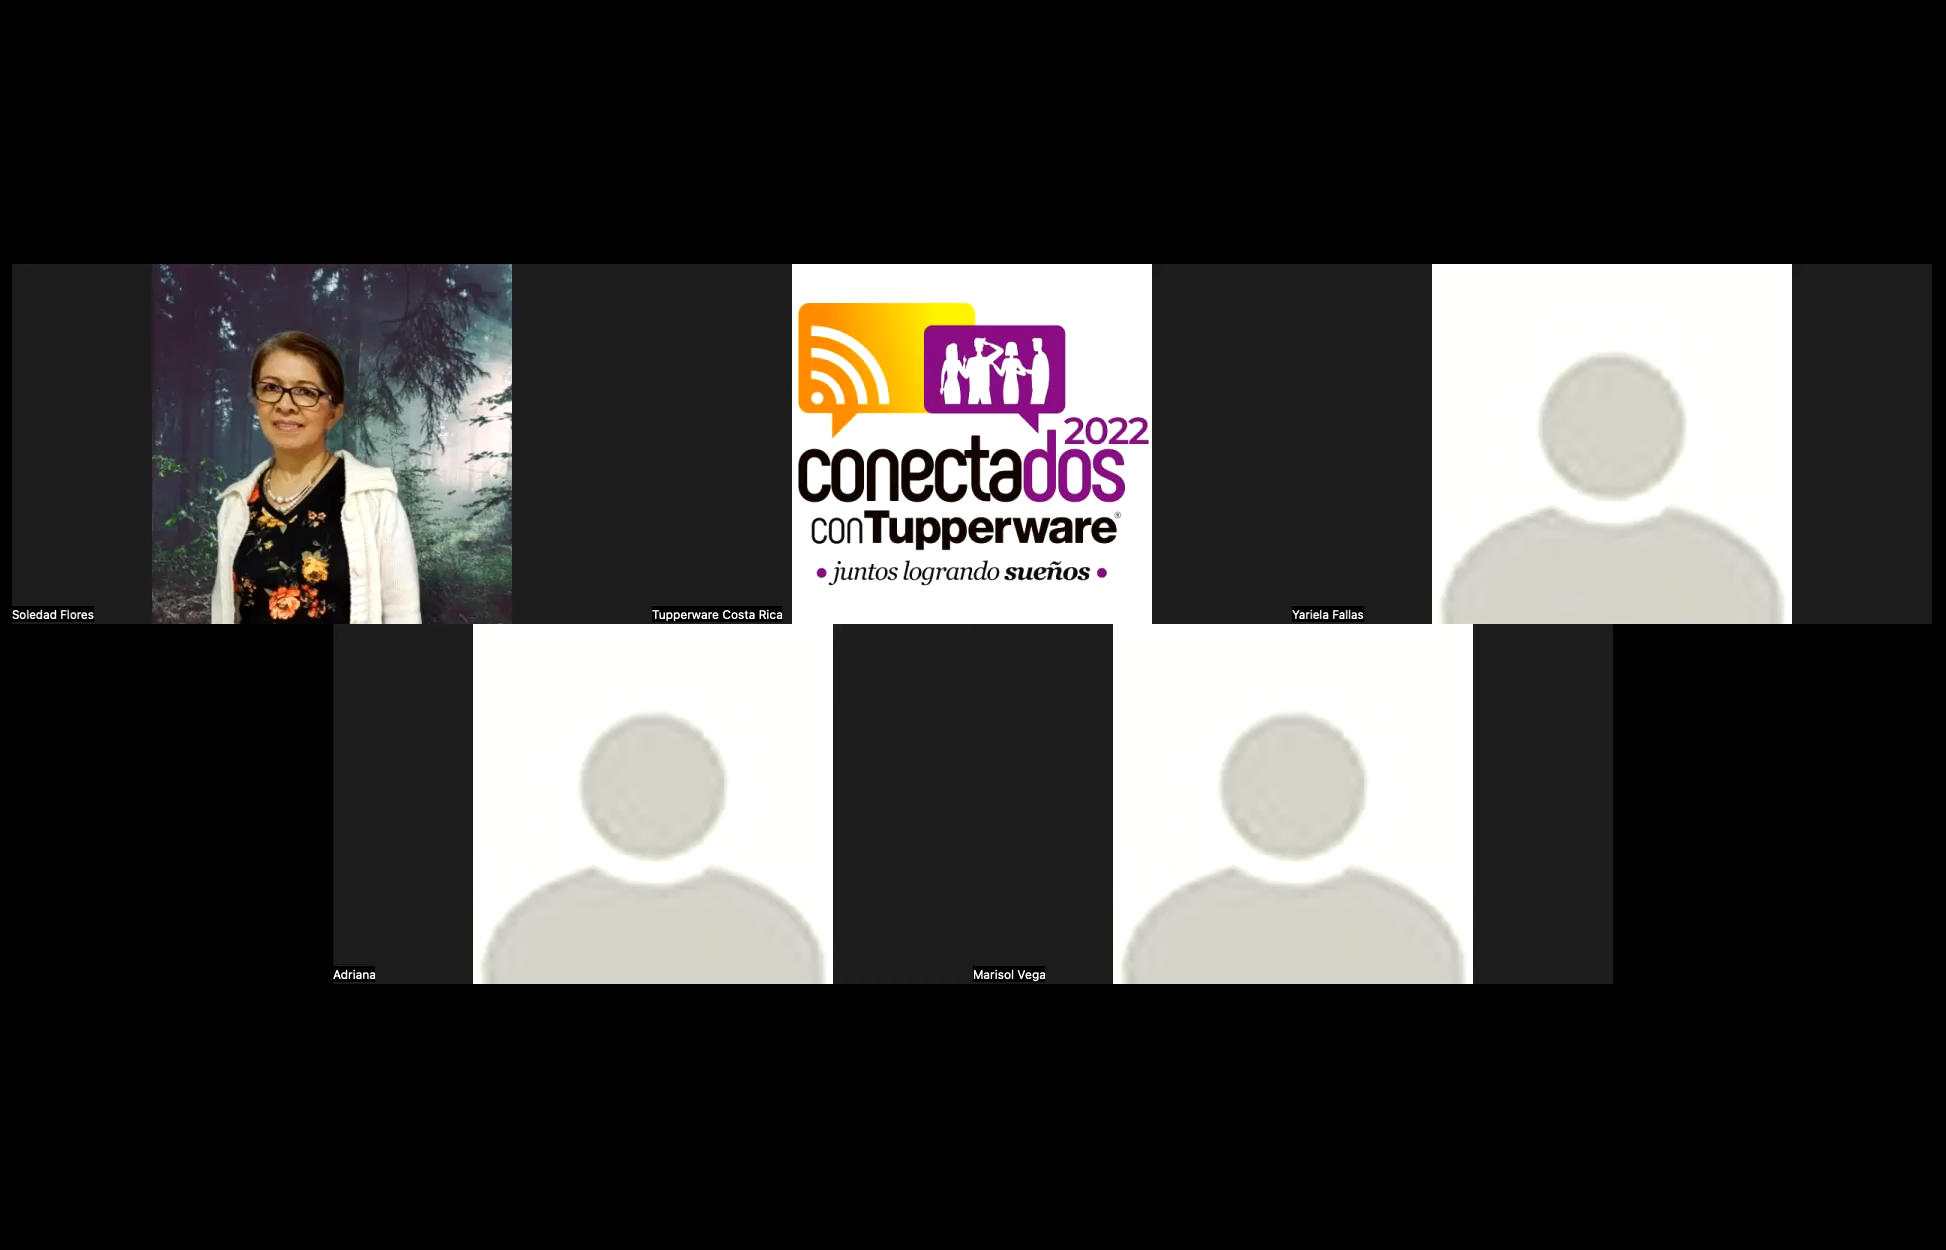 2022
conectados
conTupperware®
• juntos logrando sueños •
Soledad Flores
Tupperware Costa Rica
Yariela Fallas
Adriana
Marisol Vega